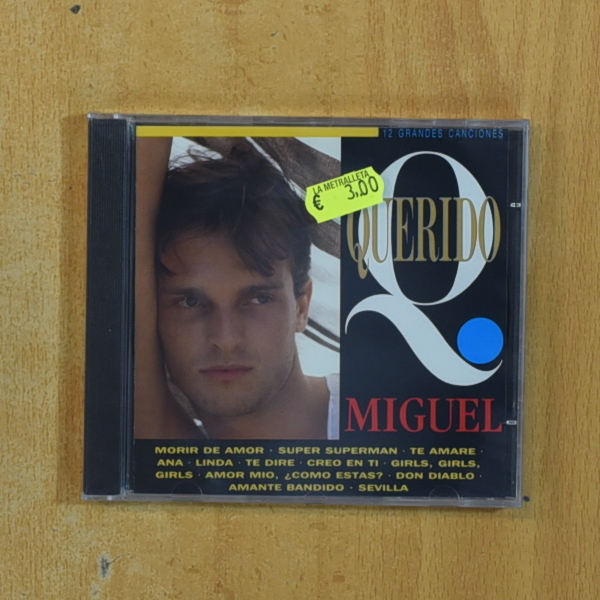 12 GRANDES CANCIONES
LA METRALLETA
€ 3,00
Q
QUERIDO
MIGUEL
MORIR DE AMOR · SUPER SUPERMAN · TE AMARE ·
ANA · LINDA · TE DIRE · CREO EN TI · GIRLS, GIRLS,
GIRLS · AMOR MIO, ¿COMO ESTAS? · DON DIABLO ·
AMANTE BANDIDO · SEVILLA